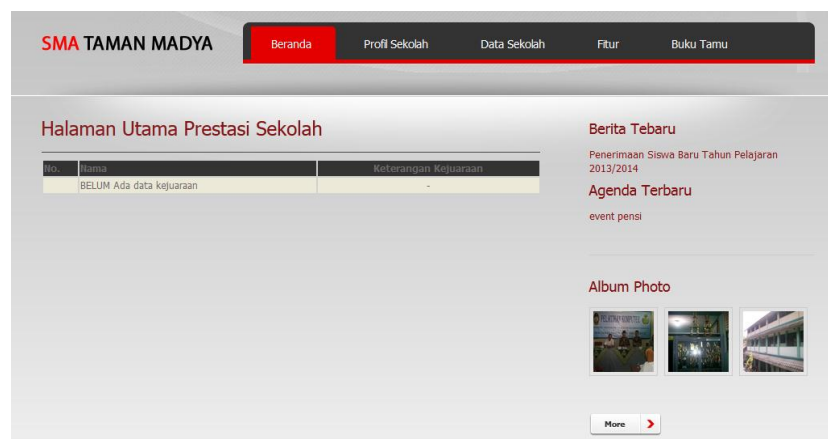 SMA TAMAN MADYA
Beranda Profil Sekolah Data Sekolah Fitur Buku Tamu
Halaman Utama Prestasi Sekolah
No. Nama Keterangan Kejuaraan
BELUM Ada data kejuaraan -
Berita Tebaru
Penerimaan Siswa Baru Tahun Pelajaran
2013/2014
Agenda Terbaru
event pensi
Album Photo
More